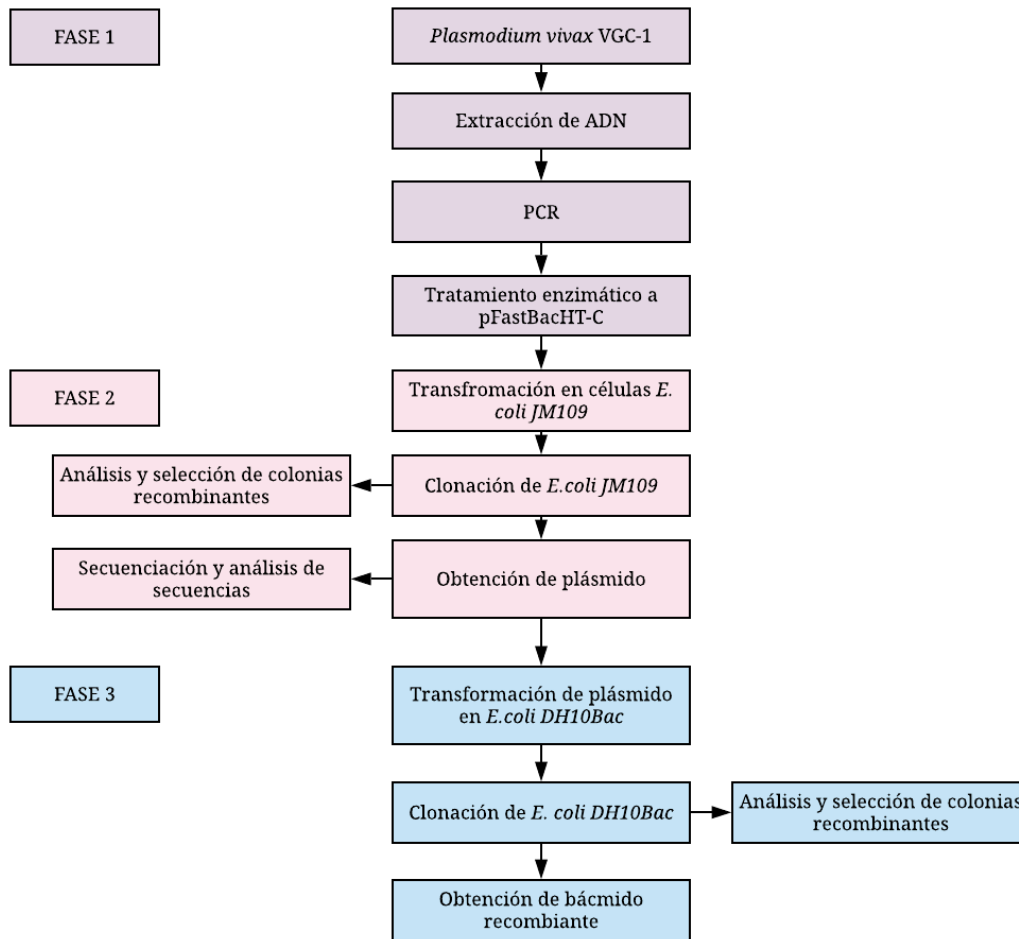 FASE 1
Plasmodium vivax VGC-1
Extracción de ADN
PCR
Tratamiento enzimático a
pFastBacHT-C
FASE 2
Transfromación en células E.
coli JM109
Análisis y selección de colonias
recombinantes
Clonación de E.coli JM109
Secuenciación y análisis de
secuencias
Obtención de plásmido
FASE 3
Transformación de plásmido
en E.coli DH10Bac
Clonación de E. coli DH10Bac
Análisis y selección de colonias
recombinantes
Obtención de bácmido
recombiante